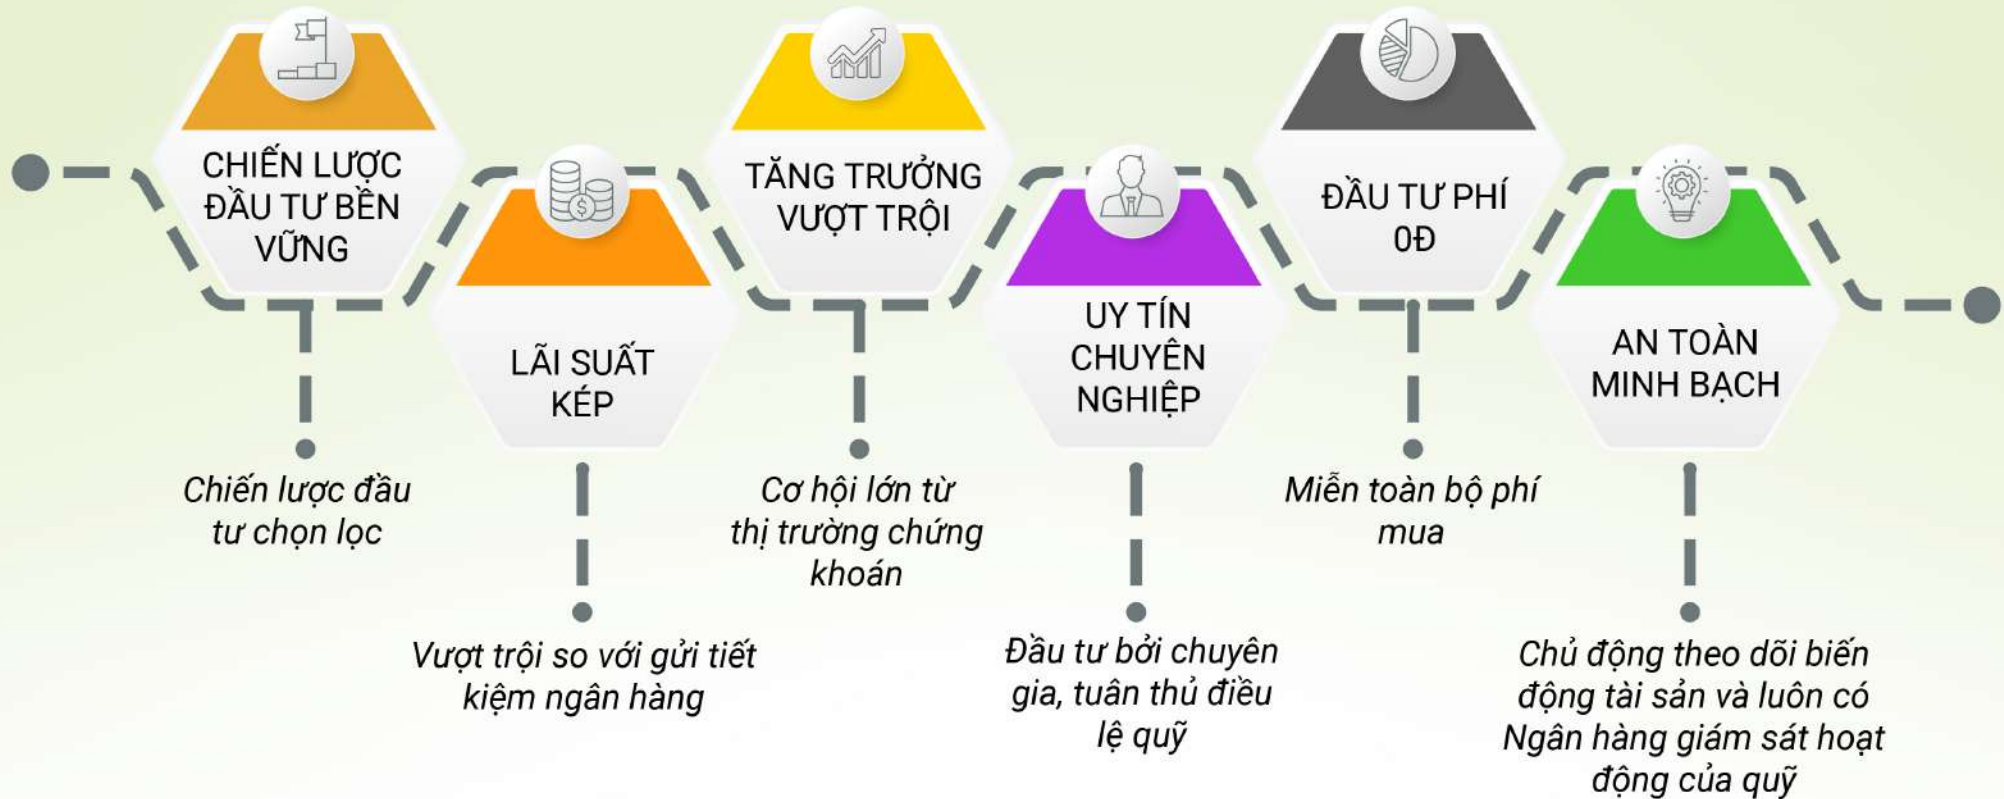 CHIẾN LƯỢC
ĐẦU TƯ BỀN
VỮNG
Chiến lược đầu
tư chọn lọc
LÃI SUẤT
KÉP
Vượt trội so với gửi tiết
kiệm ngân hàng
TĂNG TRƯỞNG
VƯỢT TRỘI
Cơ hội lớn từ
thị trường chứng
khoán
UY TÍN
CHUYÊN
NGHIỆP
Đầu tư bởi chuyên
gia, tuân thủ điều
lệ quỹ
ĐẦU TƯ PHÍ
0Đ
Miễn toàn bộ phí
mua
AN TOÀN
MINH BẠCH
Chủ động theo dõi biến
động tài sản và luôn có
Ngân hàng giám sát hoạt
động của quỹ